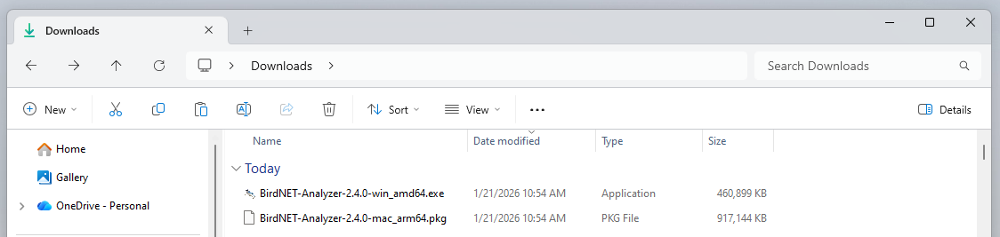 Downloads
Downloads
Search Downloads
New
Sort
View
Details
Name Date modified Type Size
Home
Today
Gallery
BirdNET-Analyzer-2.4.0-win_amd64.exe 1/21/2026 10:54 AM Application 460,899 KB
OneDrive - Personal
BirdNET-Analyzer-2.4.0-mac_arm64.pkg 1/21/2026 10:54 AM PKG File 917,144 KB